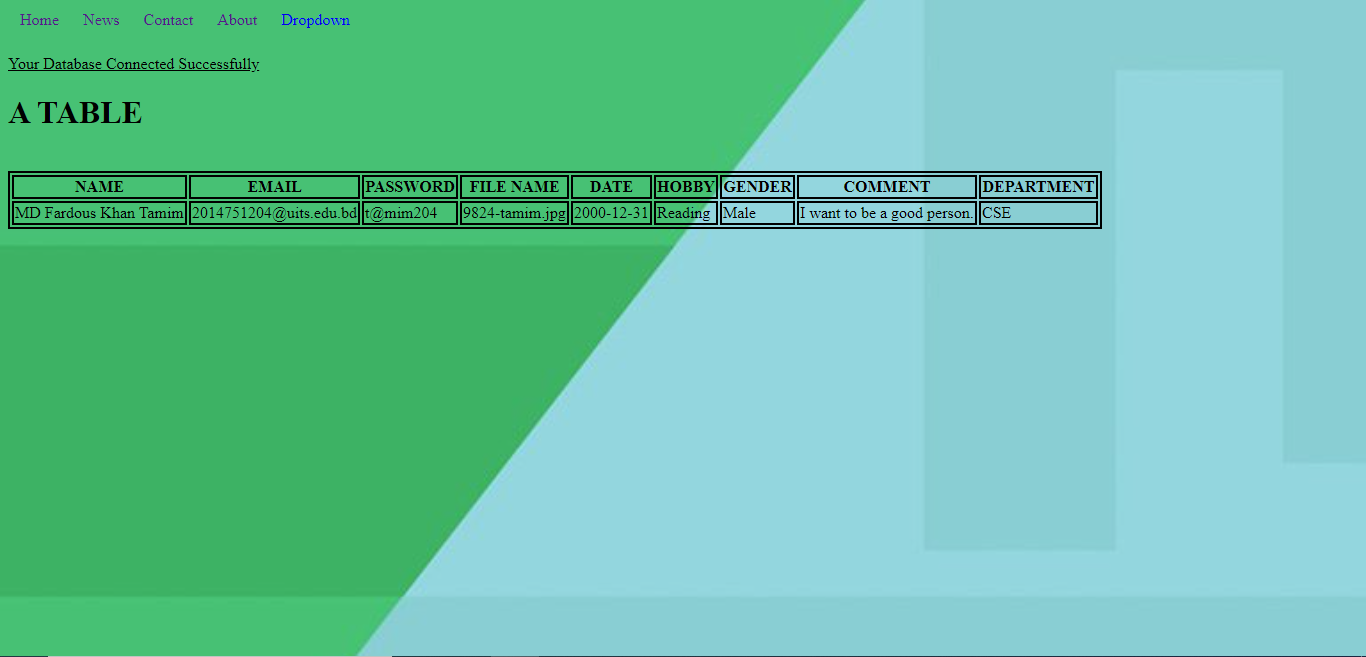 Home News Contact About Dropdown
Your Database Connected Successfully
A TABLE
NAME EMAIL PASSWORD FILE NAME DATE HOBBY GENDER COMMENT DEPARTMENT
MD Fardous Khan Tamim 2014751204@uits.edu.bd t@mim204 9824-tamim.jpg 2000-12-31 Reading Male I want to be a good person. CSE